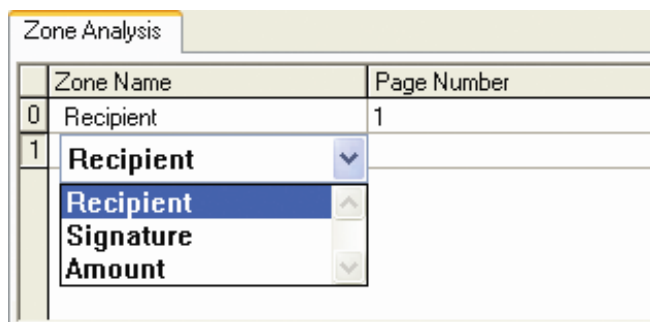 Zone Analysis
Zone Name Page Number
0 Recipient 1
1 Recipient
Recipient
Signature
Amount